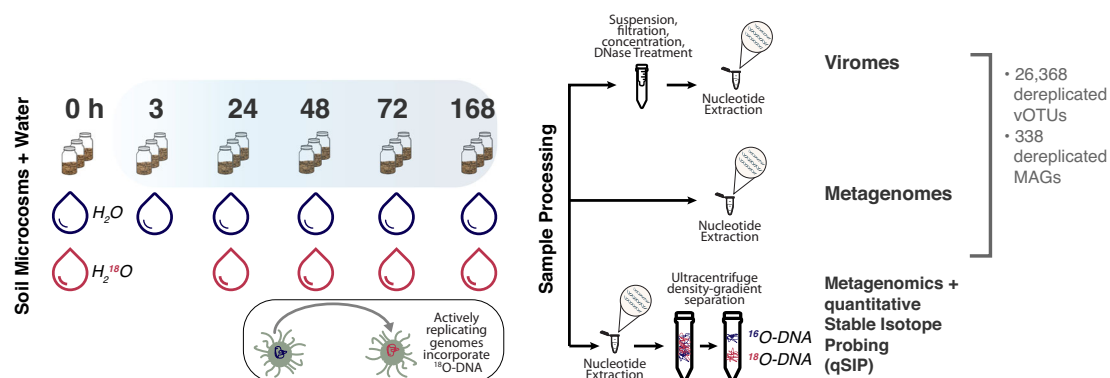 Soil Microcosms + Water
0 h 3 24 48 72 168
H₂O
H₂¹⁸O
Actively
replicating
genomes
incorporate
¹⁸O-DNA
Sample Processing
Suspension,
filtration,
concentration,
DNase Treatment
Nucleotide
Extraction
Viromes
Nucleotide
Extraction
Metagenomes
Nucleotide
Extraction
Ultracentrifuge
density-gradient
separation
¹⁶O-DNA
¹⁸O-DNA
Metagenomics +
quantitative
Stable Isotope
Probing
(qSIP)
• 26,368
dereplicated
vOTUs
• 338
dereplicated
MAGs